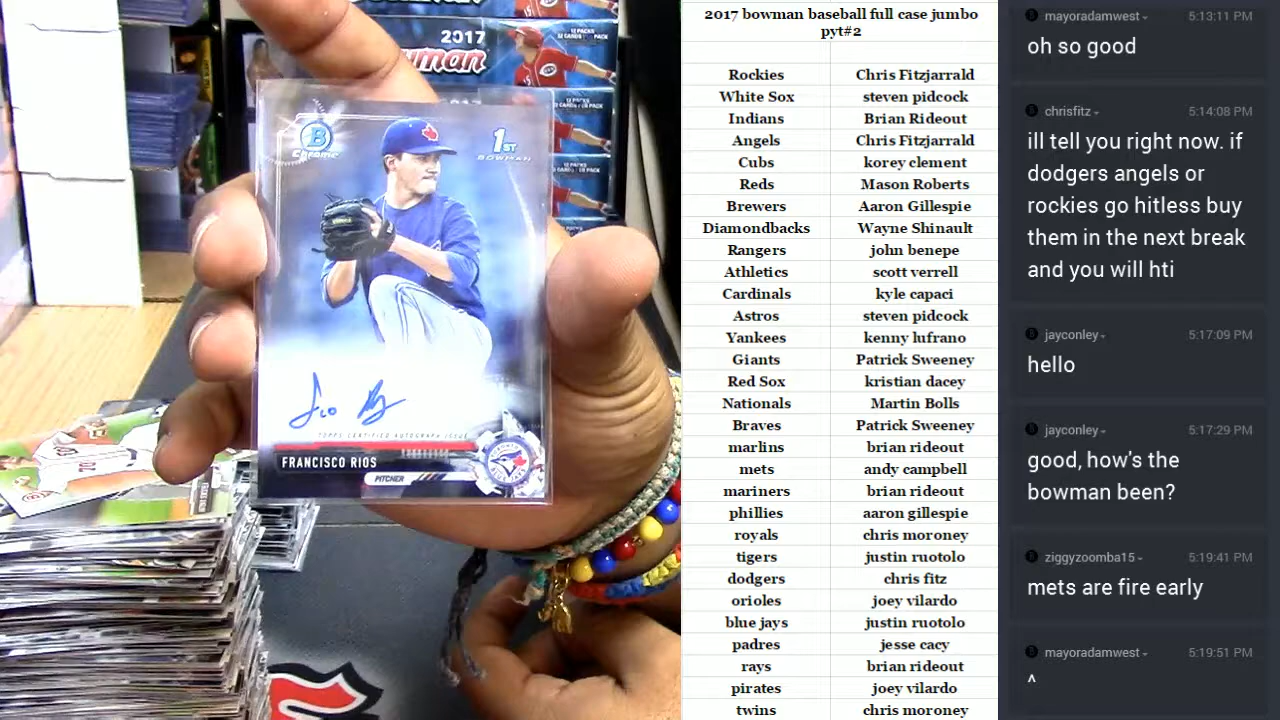 2017
wman
B
Chrome
1ST
BOWMAN
TOPPS CERTIFIED AUTOGRAPH ISSUE
FRANCISCO RIOS
PITCHER
2017 bowman baseball full case jumbo
pyt#2
Rockies Chris Fitzjarrald
White Sox steven pidcock
Indians Brian Rideout
Angels Chris Fitzjarrald
Cubs korey clement
Reds Mason Roberts
Brewers Aaron Gillespie
Diamondbacks Wayne Shinault
Rangers john benepe
Athletics scott verrell
Cardinals kyle capaci
Astros steven pidcock
Yankees kenny lufrano
Giants Patrick Sweeney
Red Sox kristian dacey
Nationals Martin Bolls
Braves Patrick Sweeney
marlins brian rideout
mets andy campbell
mariners brian rideout
phillies aaron gillespie
royals chris moroney
tigers justin ruotolo
dodgers chris fitz
orioles joey vilardo
blue jays justin ruotolo
padres jesse cacy
rays brian rideout
pirates joey vilardo
twins chris moroney
mayoradamwest 5:13:11 PM
oh so good
chrisfitz 5:14:08 PM
ill tell you right now. if
dodgers angels or
rockies go hitless buy
them in the next break
and you will hti
jayconley 5:17:09 PM
hello
jayconley 5:17:29 PM
good, how's the
bowman been?
ziggyzoomba15 5:19:41 PM
mets are fire early
mayoradamwest 5:19:51 PM
^